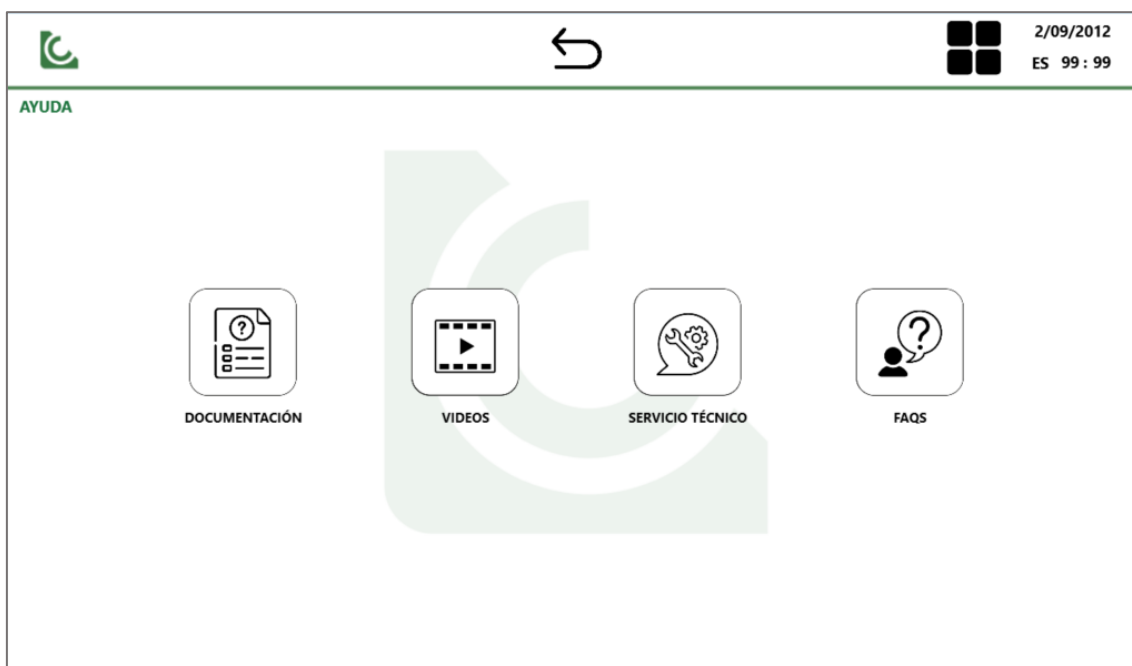 2/09/2012
ES 99 : 99
AYUDA
DOCUMENTACIÓN
VIDEOS
SERVICIO TÉCNICO
FAQS